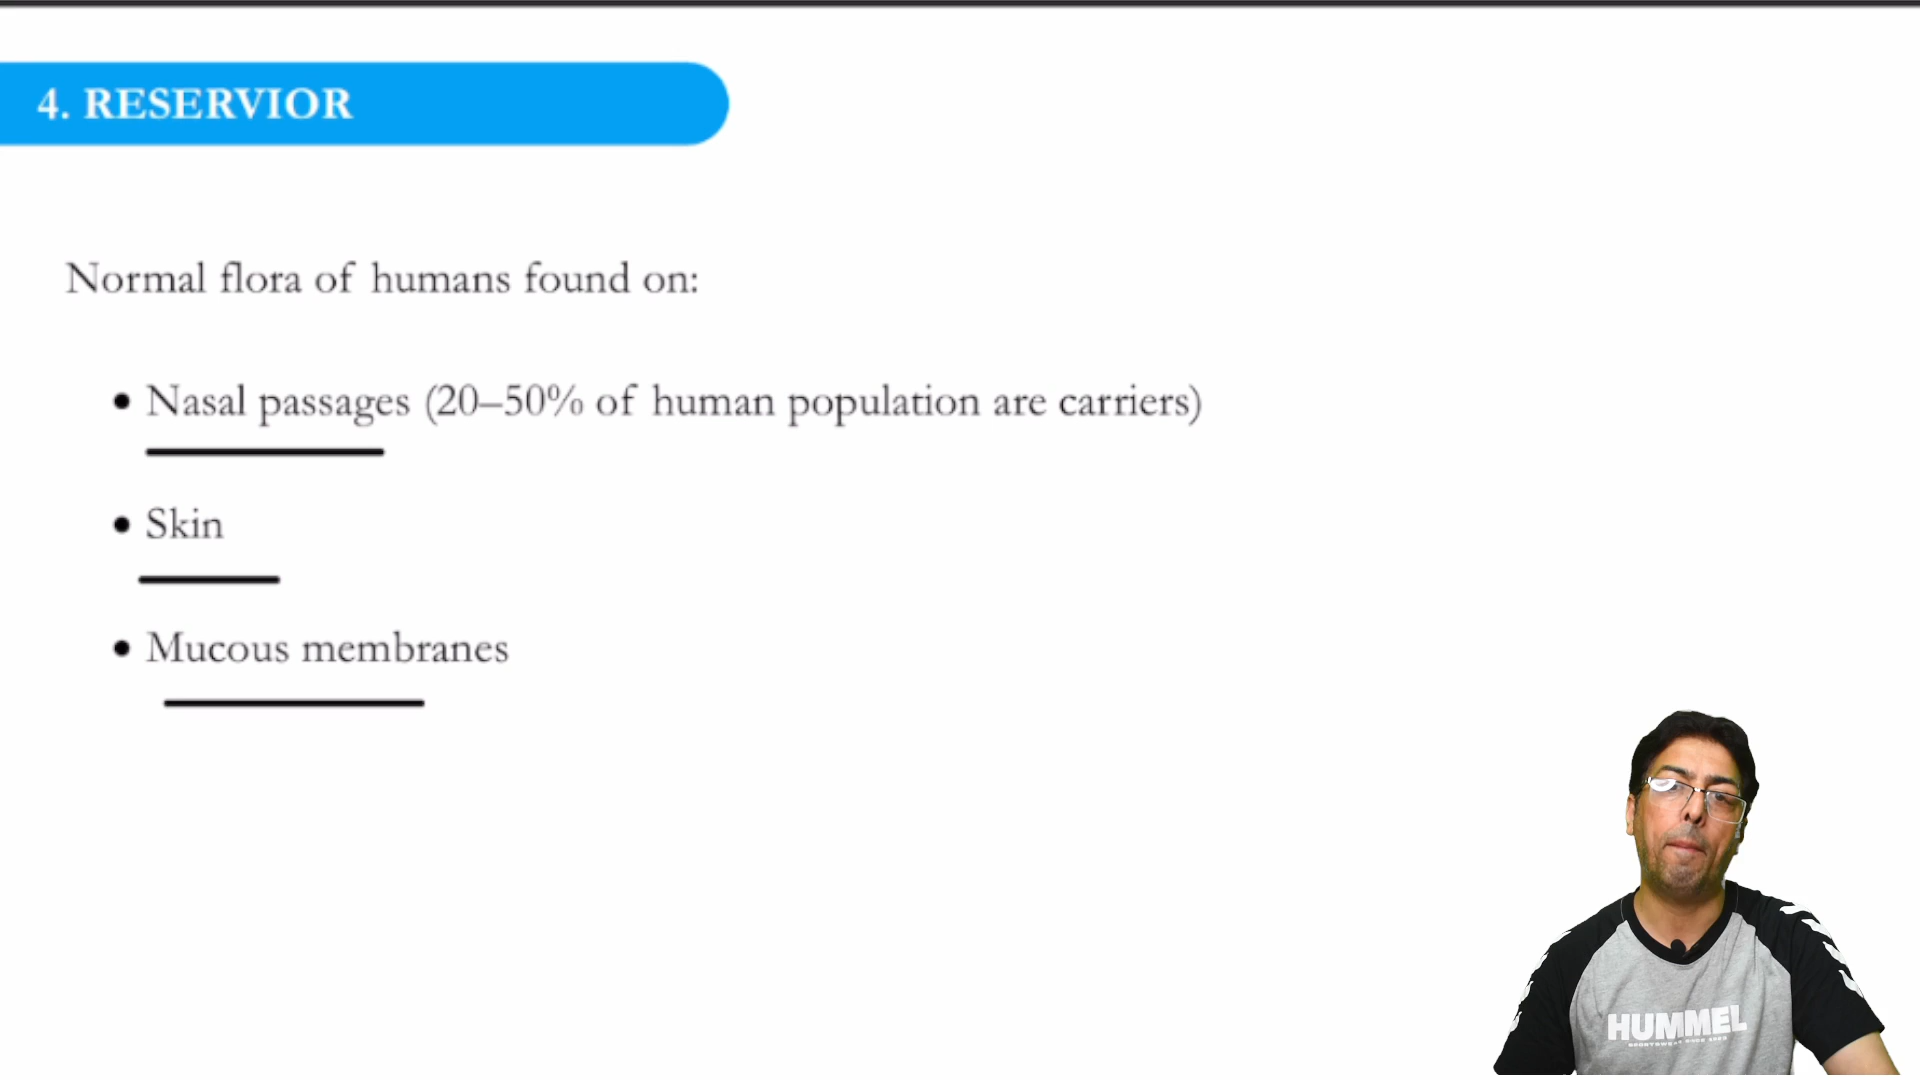 4. RESERVIOR
Normal flora of humans found on:
• Nasal passages (20–50% of human population are carriers)
• Skin
• Mucous membranes
HUMMEL